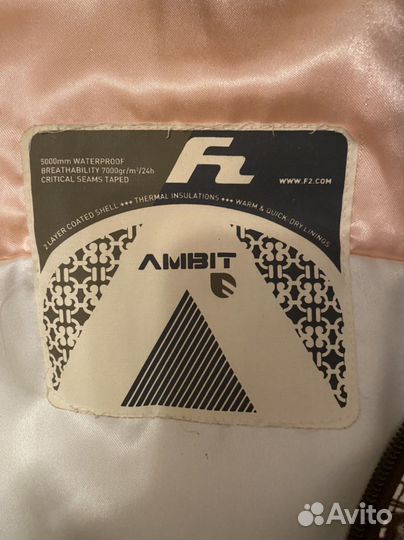 5000mm WATERPROOF
BREATHABILITY 7000gr/m²/24h
CRITICAL SEAMS TAPED
F2
WWW.F2.COM
2 LAYER COATED SHELL ••• THERMAL INSULATIONS ••• WARM & QUICK-DRY LININGS
AMBIT
Avito